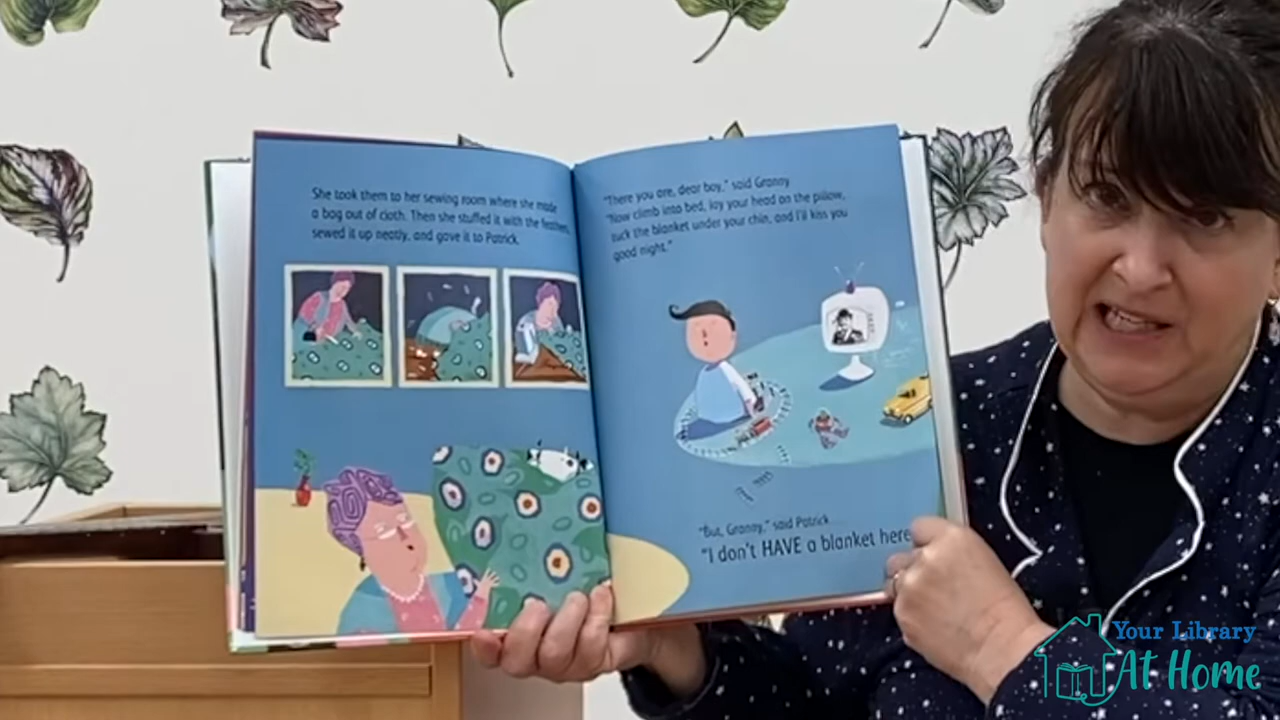 She took them to her sewing room where she made
a bag out of cloth. Then she stuffed it with the feathers,
sewed it up neatly, and gave it to Patrick.
"There you are, dear boy," said Granny
"Now climb into bed, lay your head on the pillow,
tuck the blanket under your chin, and I'll kiss you
good night."
"But, Granny," said Patrick...
"I don't HAVE a blanket here
Your Library
At Home